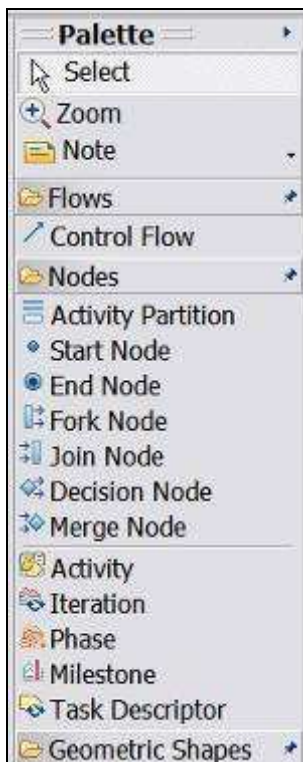 Palette
Select
Zoom
Note
Flows
Control Flow
Nodes
Activity Partition
Start Node
End Node
Fork Node
Join Node
Decision Node
Merge Node
Activity
Iteration
Phase
Milestone
Task Descriptor
Geometric Shapes